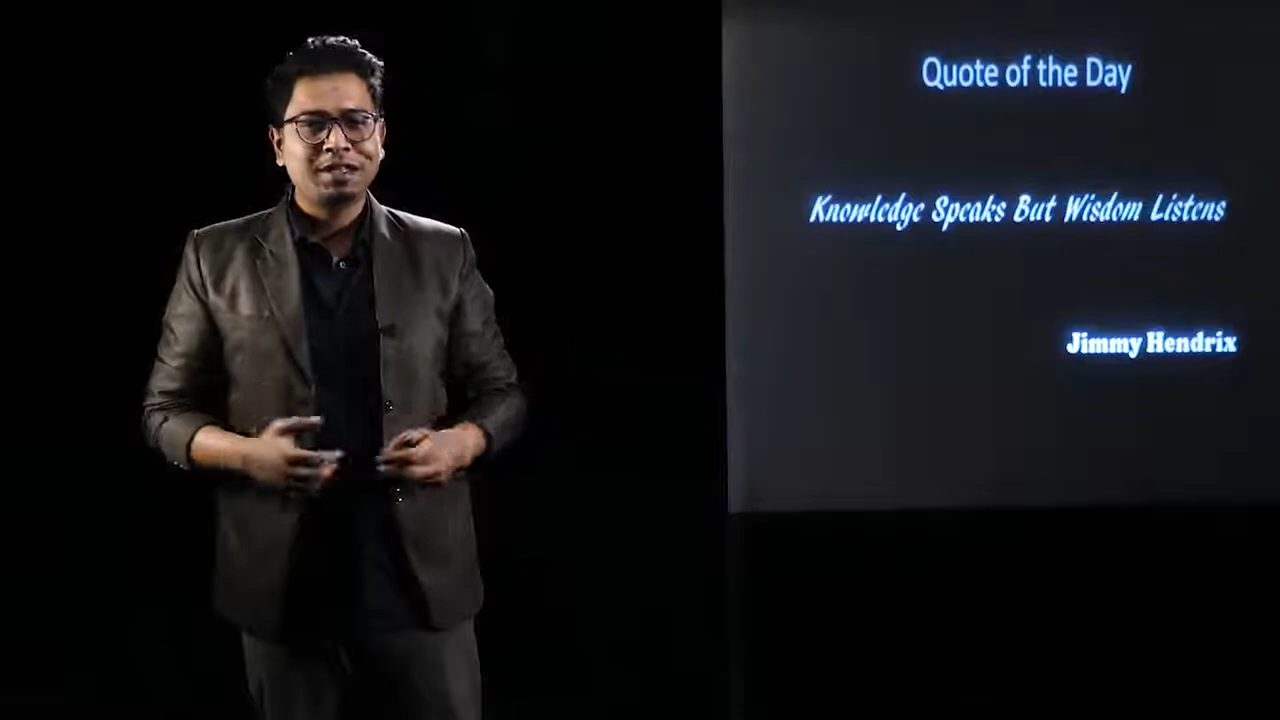 Quote of the Day
Knowledge Speaks But Wisdom Listens
Jimmy Hendrix